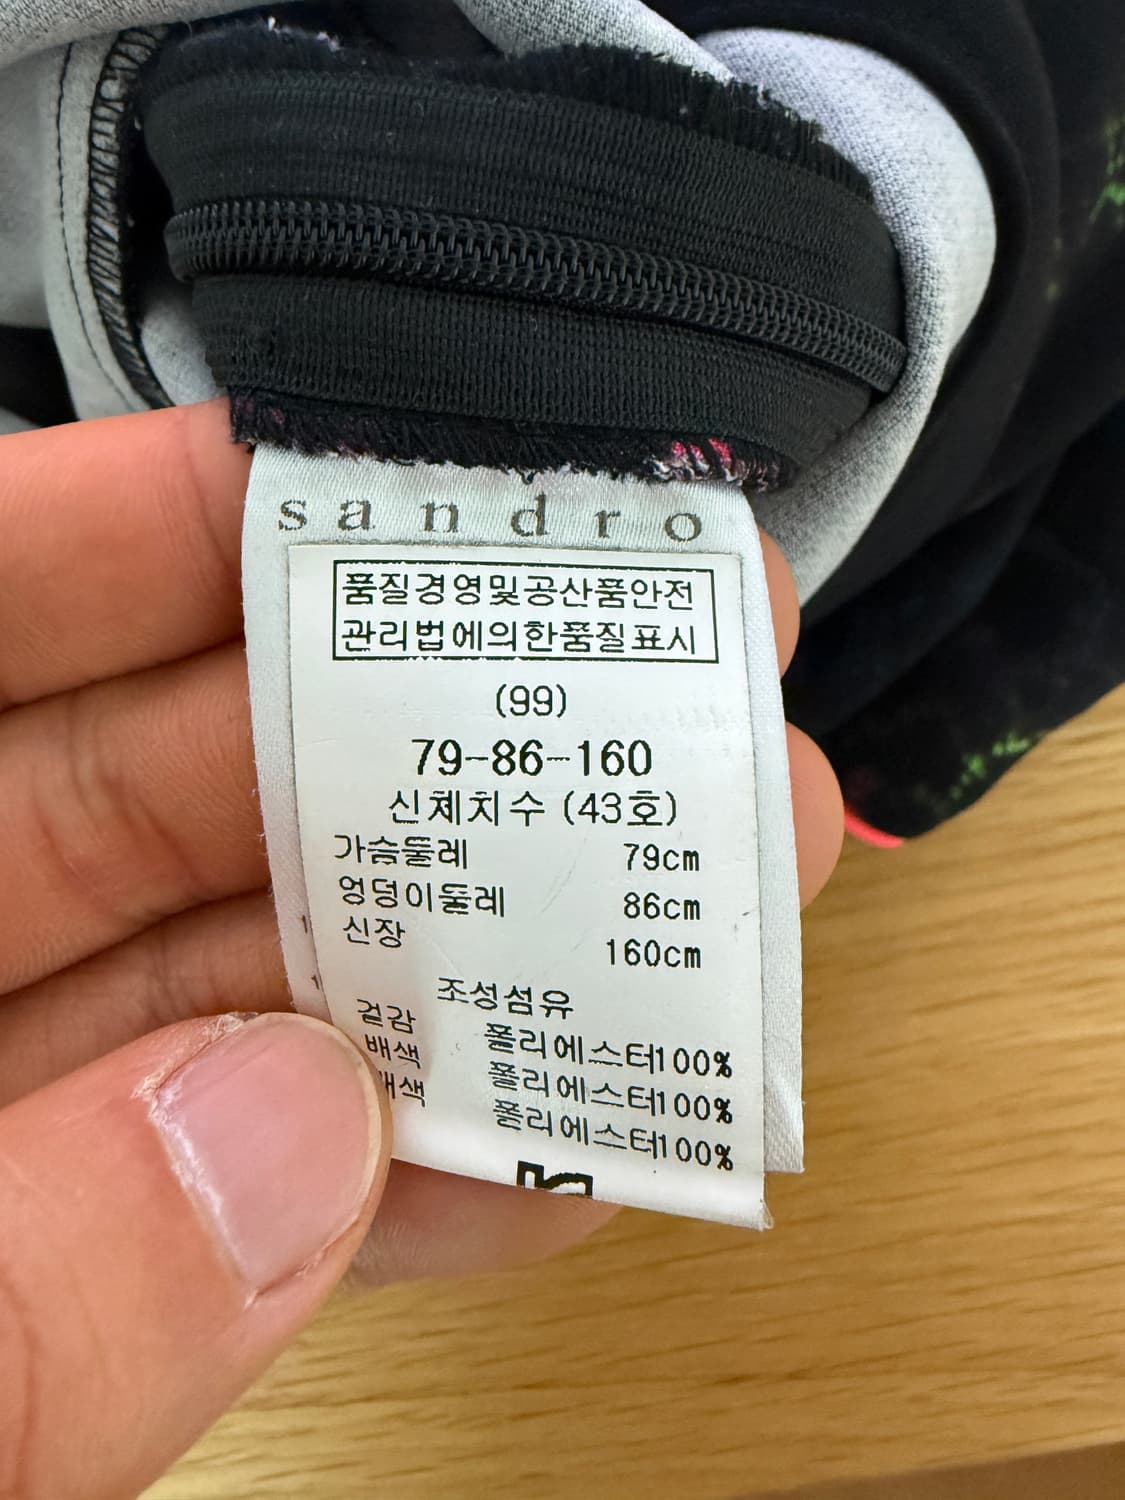 sandro
품질경영및공산품안전
관리법에의한품질표시
(99)
79-86-160
신체치수 (43호)
가슴둘레 79cm
엉덩이둘레 86cm
신장 160cm
조성섬유
겉감 폴리에스터100%
배색 폴리에스터100%
배색 폴리에스터100%